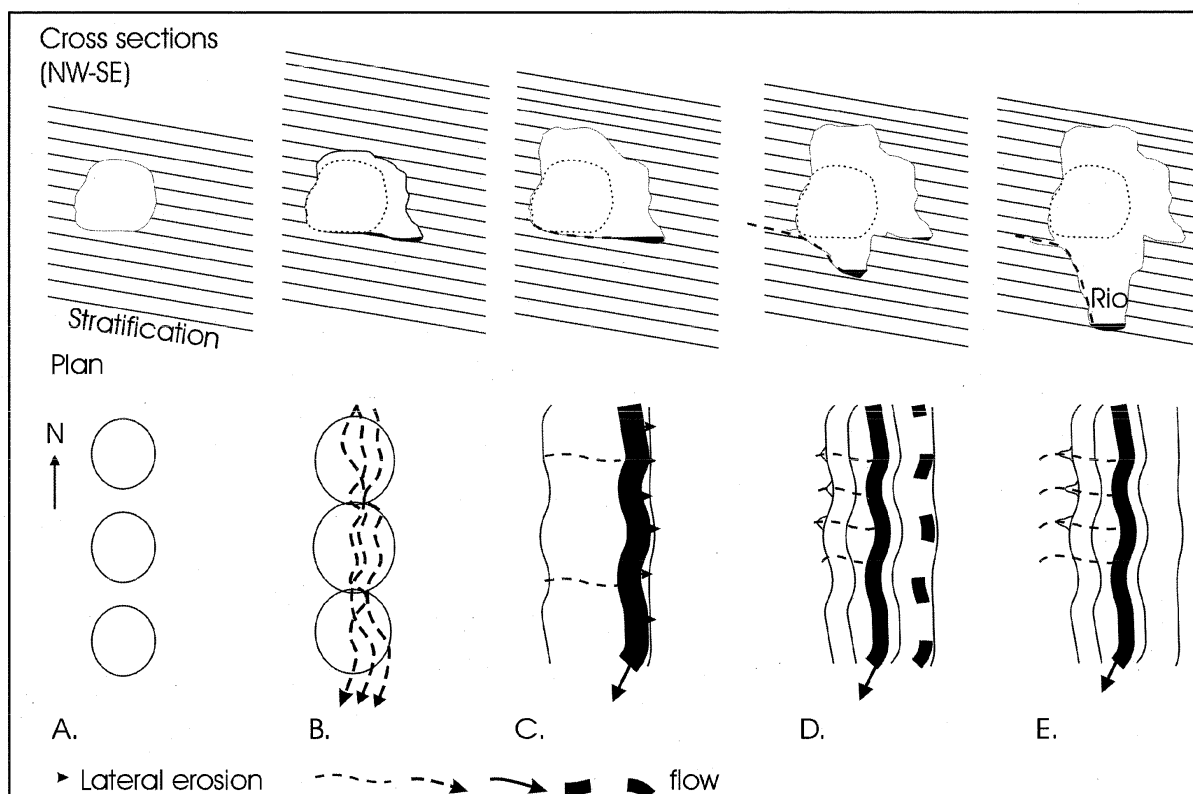 Cross sections
(NW-SE)
Stratification
Rio
Plan
N
A.
B.
C.
D.
E.
Lateral erosion
flow